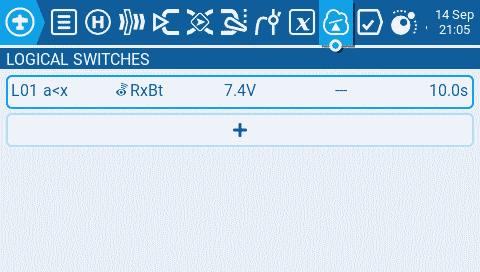 14 Sep
21:05
LOGICAL SWITCHES
L01 a<x RxBt 7.4V --- 10.0s
+